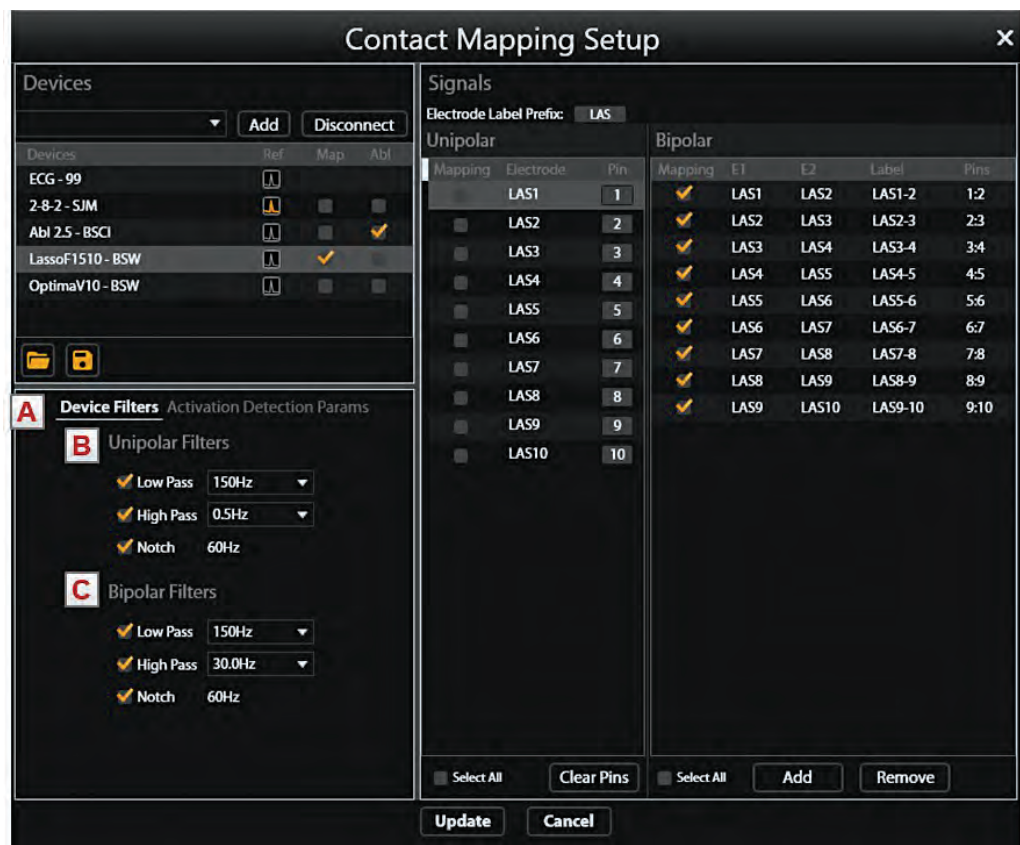 Contact Mapping Setup
Devices
Add Disconnect
Devices Ref Map Abl
ECG - 99
2-8-2 - SJM
Abl 2.5 - BSCI
LassoF1510 - BSW
OptimaV10 - BSW
A Device Filters Activation Detection Params
B Unipolar Filters
Low Pass 150Hz
High Pass 0.5Hz
Notch 60Hz
C Bipolar Filters
Low Pass 150Hz
High Pass 30.0Hz
Notch 60Hz
Signals
Electrode Label Prefix: LAS
Unipolar
Mapping Electrode Pin
LAS1 1
LAS2 2
LAS3 3
LAS4 4
LAS5 5
LAS6 6
LAS7 7
LAS8 8
LAS9 9
LAS10 10
Select All Clear Pins
Bipolar
Mapping E1 E2 Label Pins
LAS1 LAS2 LAS1-2 1:2
LAS2 LAS3 LAS2-3 2:3
LAS3 LAS4 LAS3-4 3:4
LAS4 LAS5 LAS4-5 4:5
LAS5 LAS6 LAS5-6 5:6
LAS6 LAS7 LAS6-7 6:7
LAS7 LAS8 LAS7-8 7:8
LAS8 LAS9 LAS8-9 8:9
LAS9 LAS10 LAS9-10 9:10
Select All Add Remove
Update Cancel